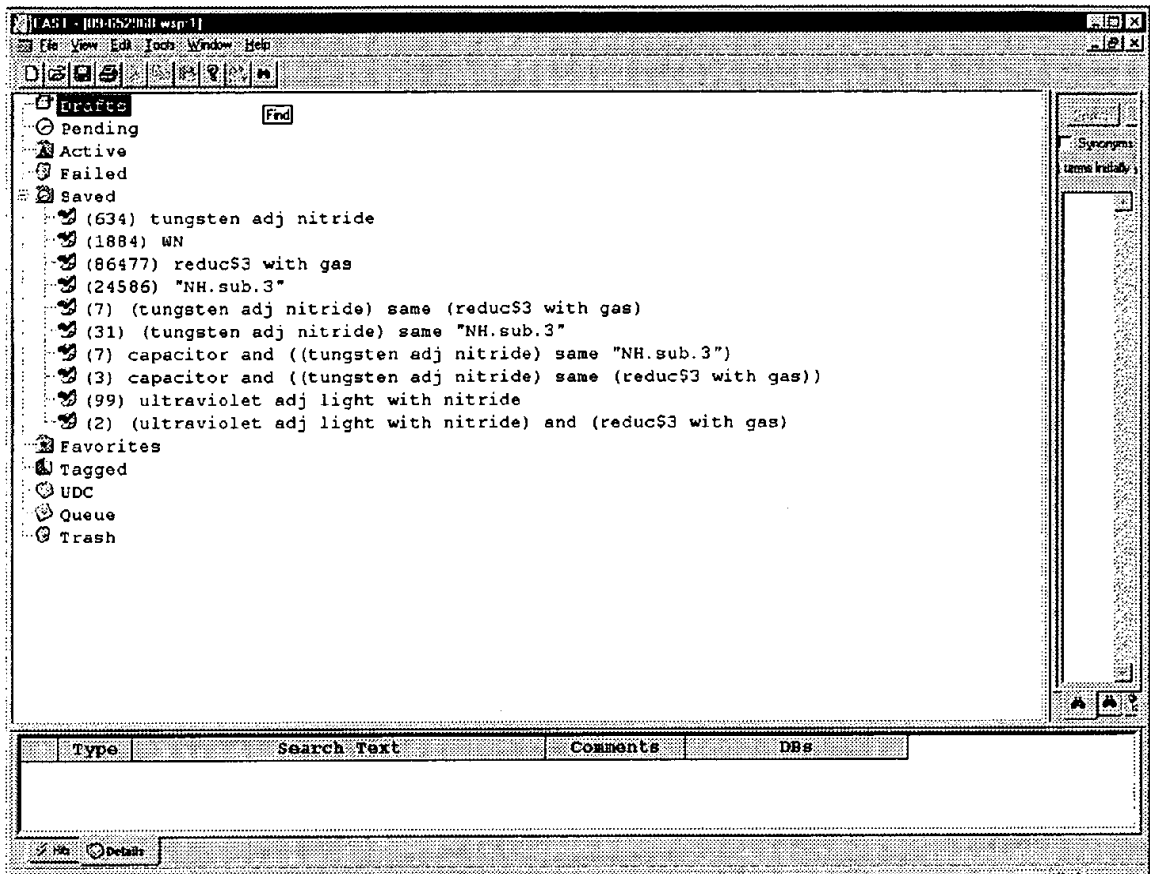 EAST - [09-652968.wsp:1]
File View Edit Tools Window Help
Drafts
Find
Pending
Active
Failed
Saved
(634) tungsten adj nitride
(1884) WN
(86477) reduc$3 with gas
(24586) "NH.sub.3"
(7) (tungsten adj nitride) same (reduc$3 with gas)
(31) (tungsten adj nitride) same "NH.sub.3"
(7) capacitor and ((tungsten adj nitride) same "NH.sub.3")
(3) capacitor and ((tungsten adj nitride) same (reduc$3 with gas))
(99) ultraviolet adj light with nitride
(2) (ultraviolet adj light with nitride) and (reduc$3 with gas)
Favorites
Tagged
UDC
Queue
Trash
Synonyms
terms initially
Type Search Text Comments DBs
Hits Details